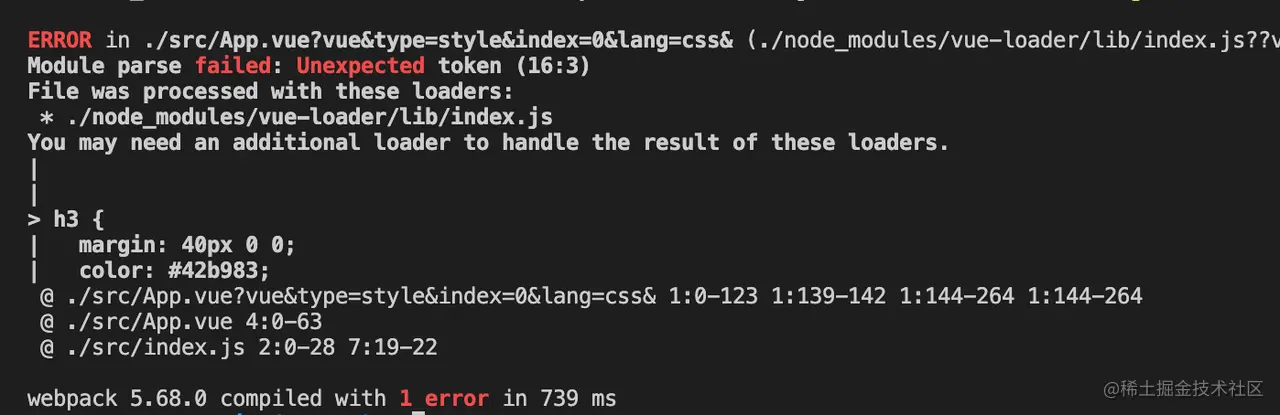 ERROR in ./src/App.vue?vue&type=style&index=0&lang=css& (./node_modules/vue-loader/lib/index.js??v
Module parse failed: Unexpected token (16:3)
File was processed with these loaders:
 * ./node_modules/vue-loader/lib/index.js
You may need an additional loader to handle the result of these loaders.
|
|
> h3 {
|   margin: 40px 0 0;
|   color: #42b983;
 @ ./src/App.vue?vue&type=style&index=0&lang=css& 1:0-123 1:139-142 1:144-264 1:144-264
 @ ./src/App.vue 4:0-63
 @ ./src/index.js 2:0-28 7:19-22
webpack 5.68.0 compiled with 1 error in 739 ms
@稀土掘金技术社区